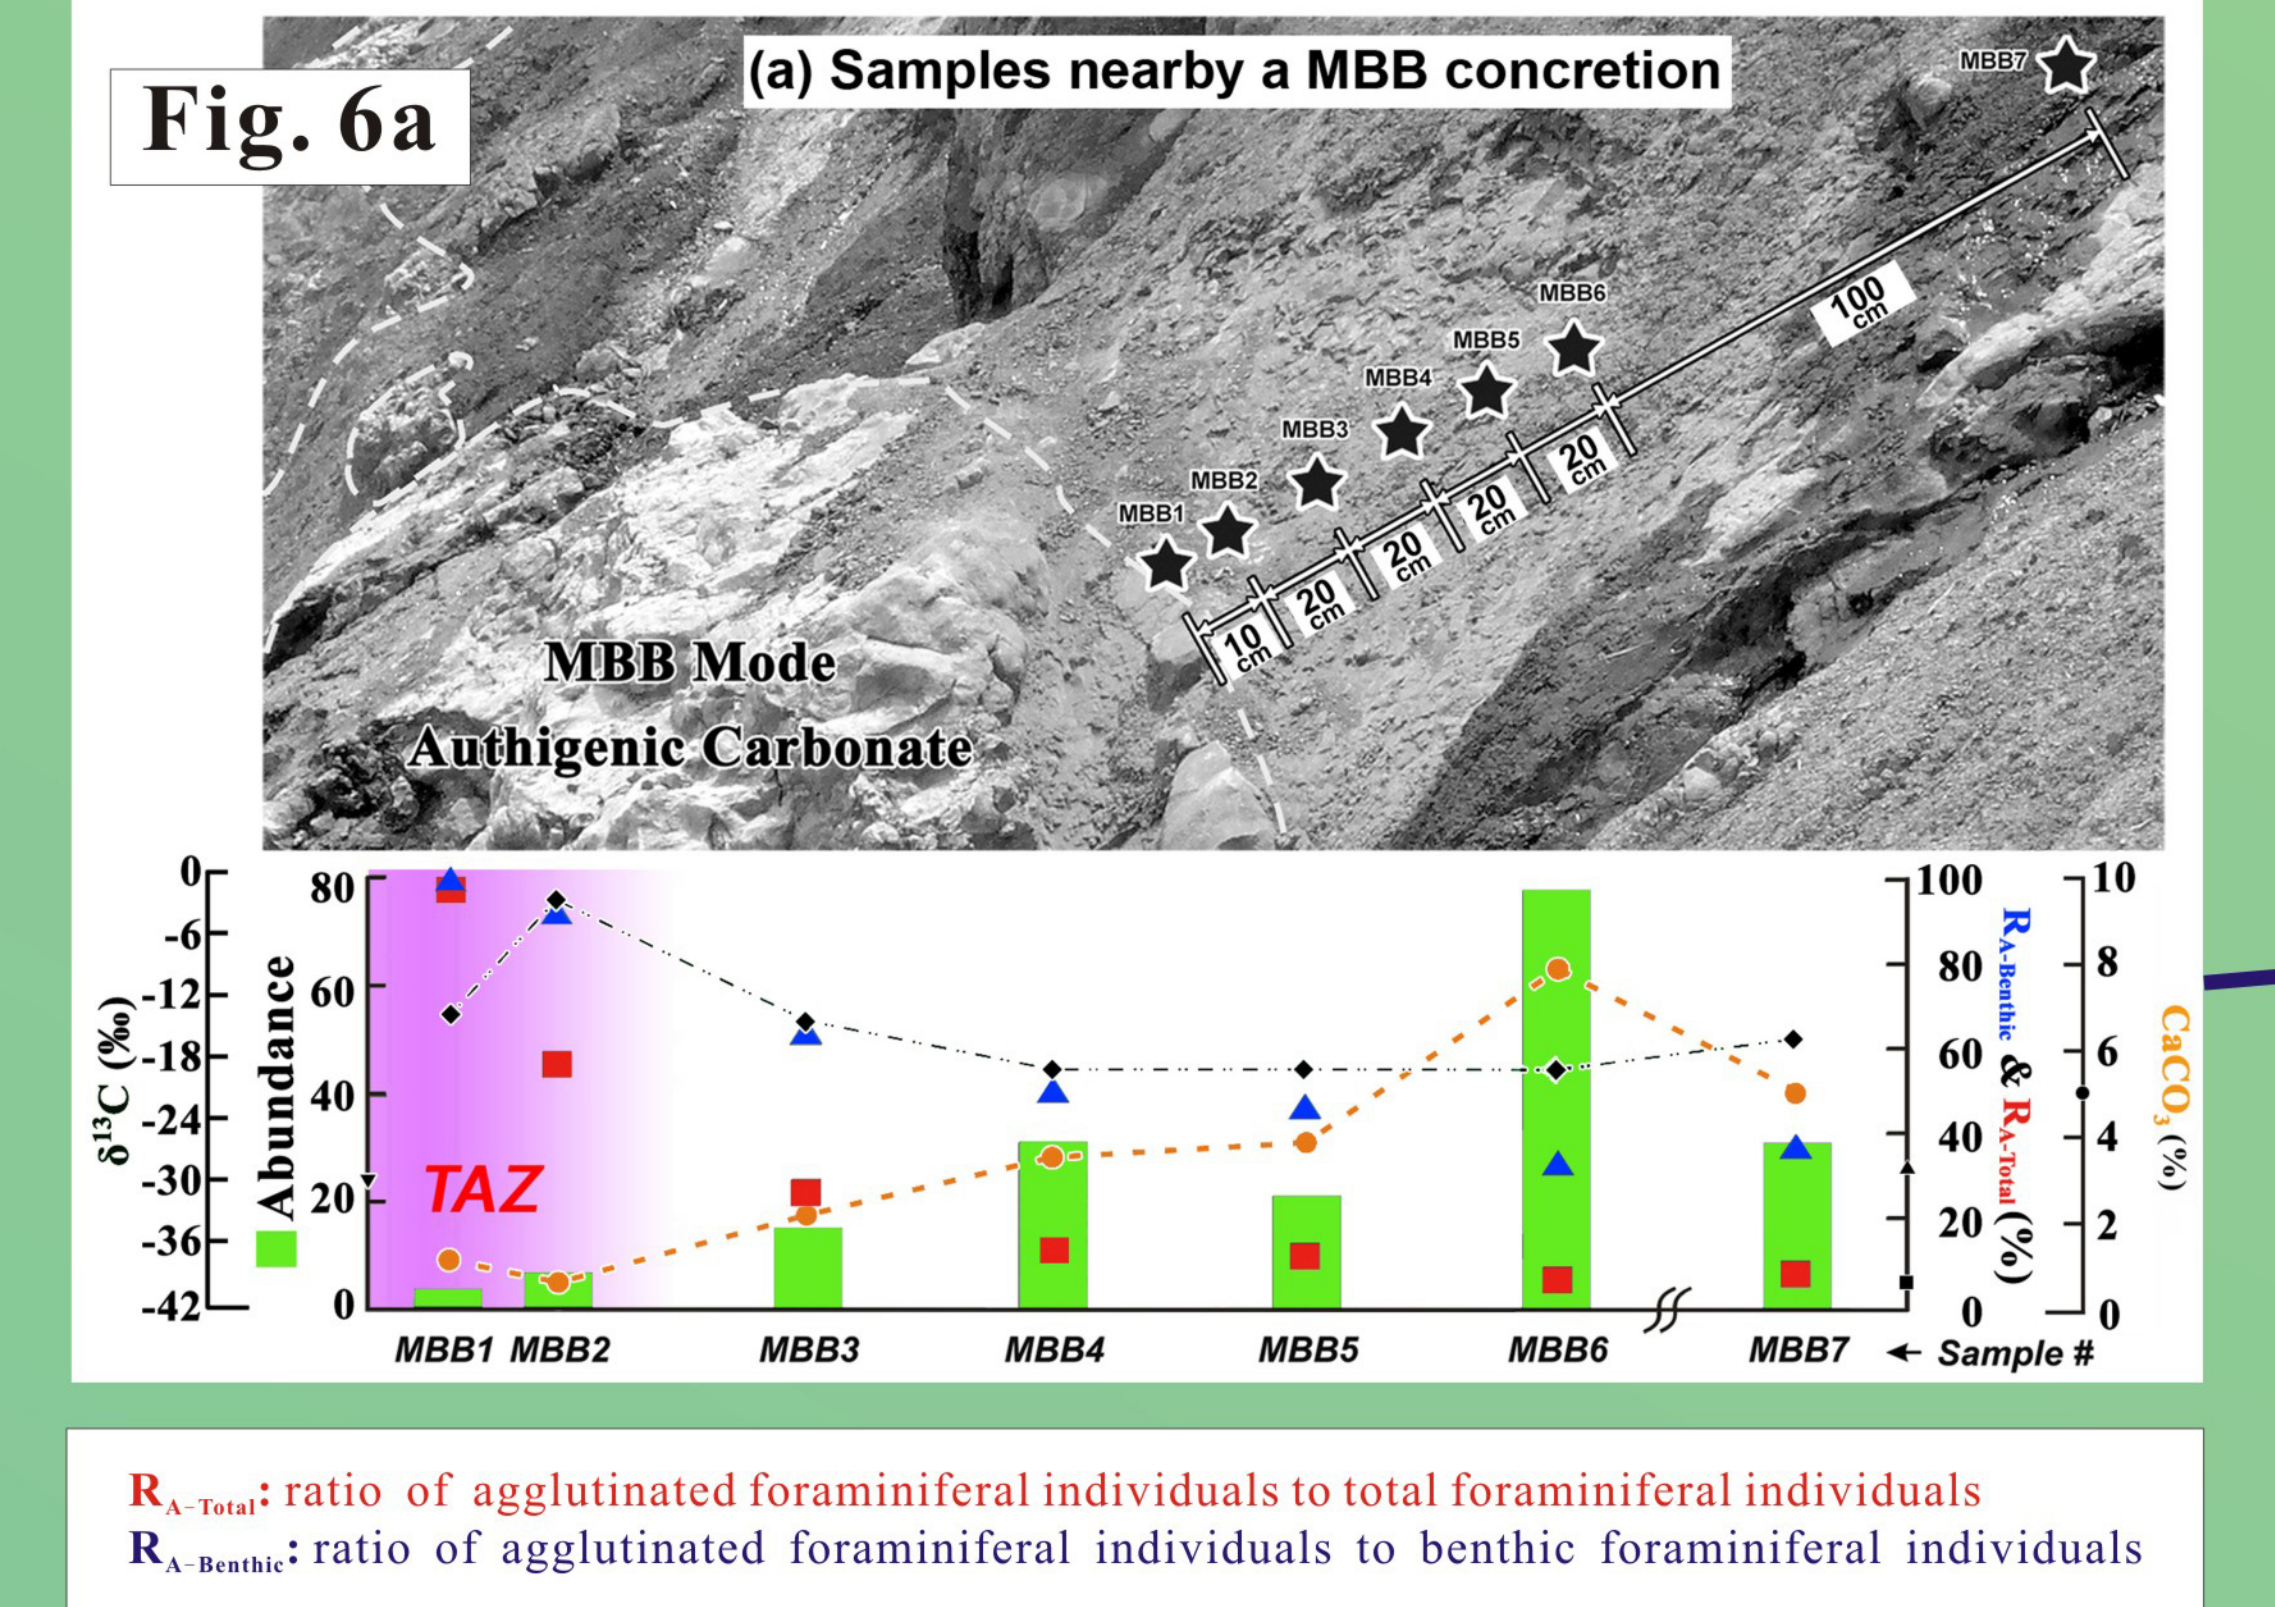 Fig. 6a
(a) Samples nearby a MBB concretion
MBB7
MBB6
MBB5
MBB4
MBB3
MBB2
MBB1
100 cm
20 cm
20 cm
20 cm
20 cm
10 cm
MBB Mode
Authigenic Carbonate
δ¹³C (‰)
0
-6
-12
-18
-24
-30
-36
-42
Abundance
80
60
40
20
0
TAZ
100
80
60
40
20
0
R A-Benthic & R A-Total (%)
10
8
6
4
2
0
CaCO₃ (%)
MBB1 MBB2 MBB3 MBB4 MBB5 MBB6 MBB7 ← Sample #
R A-Total: ratio of agglutinated foraminiferal individuals to total foraminiferal individuals
R A-Benthic: ratio of agglutinated foraminiferal individuals to benthic foraminiferal individuals